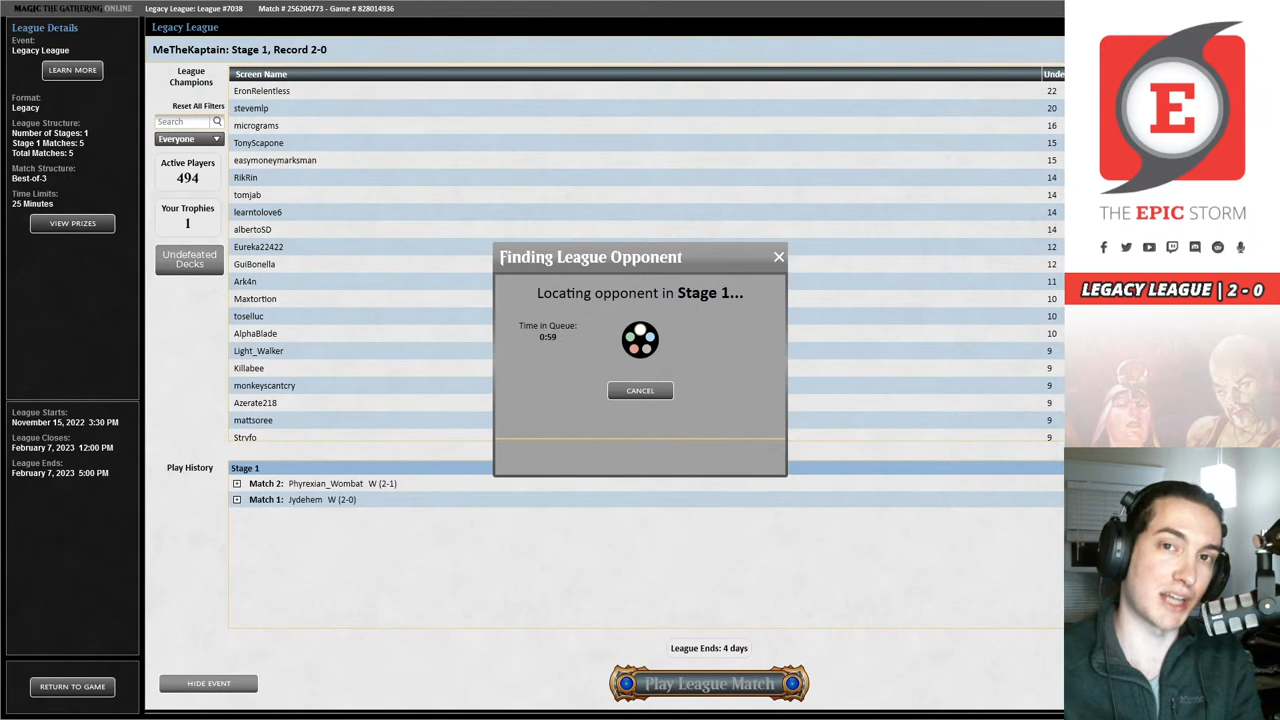 MAGIC THE GATHERING ONLINE
Legacy League: League #7038
Match # 256204773 - Game # 828014936
League Details
Event:
Legacy League
LEARN MORE
Format:
Legacy
League Structure:
Number of Stages: 1
Stage 1 Matches: 5
Total Matches: 5
Match Structure:
Best-of-3
Time Limits:
25 Minutes
VIEW PRIZES
League Starts:
November 15, 2022 3:30 PM
League Closes:
February 7, 2023 12:00 PM
League Ends:
February 7, 2023 5:00 PM
RETURN TO GAME
Legacy League
MeTheKaptain: Stage 1, Record 2-0
League
Champions
Reset All Filters
Search
Everyone
Active Players
494
Your Trophies
1
Undefeated
Decks
Screen Name Unde
EronRelentless 22
stevemlp 20
micrograms 16
TonyScapone 15
easymoneymarksman 15
RikRin 14
tomjab 14
learntolove6 14
albertoSD 14
Eureka22422 12
GuiBonella 12
Ark4n 11
Maxtortion 10
toselluc 10
AlphaBlade 10
Light_Walker 9
Killabee 9
monkeyscantcry 9
Azerate218 9
mattsoree 9
Strvfo 9
Finding League Opponent
Locating opponent in Stage 1...
Time in Queue:
0:59
CANCEL
Play History
Stage 1
Match 2: Phyrexian_Wombat W (2-1)
Match 1: Jydehem W (2-0)
League Ends: 4 days
HIDE EVENT
Play League Match
E
THE EPIC STORM
LEGACY LEAGUE | 2 - 0